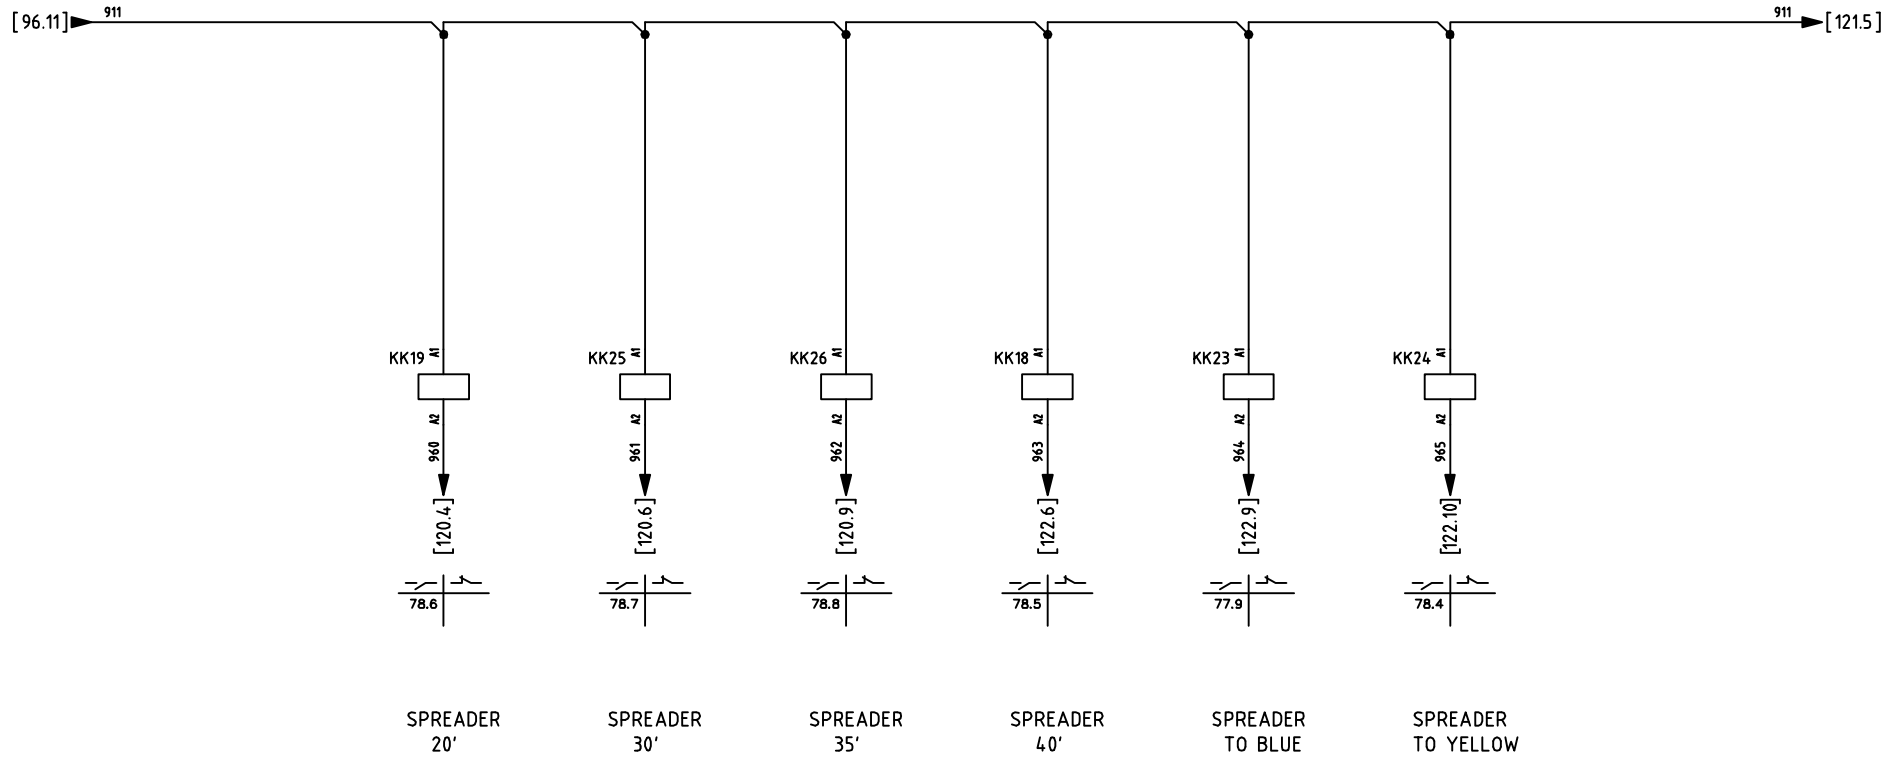 [96.11] 911 911 [121.5]
KK19 A1 KK25 A1 KK26 A1 KK18 A1 KK23 A1 KK24 A1
A2 A2 A2 A2 A2 A2
960 961 962 963 964 965
[120.4] [120.6] [120.9] [122.6] [122.9] [122.10]
78.6 78.7 78.8 78.5 77.9 78.4
SPREADER SPREADER SPREADER SPREADER SPREADER SPREADER
20' 30' 35' 40' TO BLUE TO YELLOW